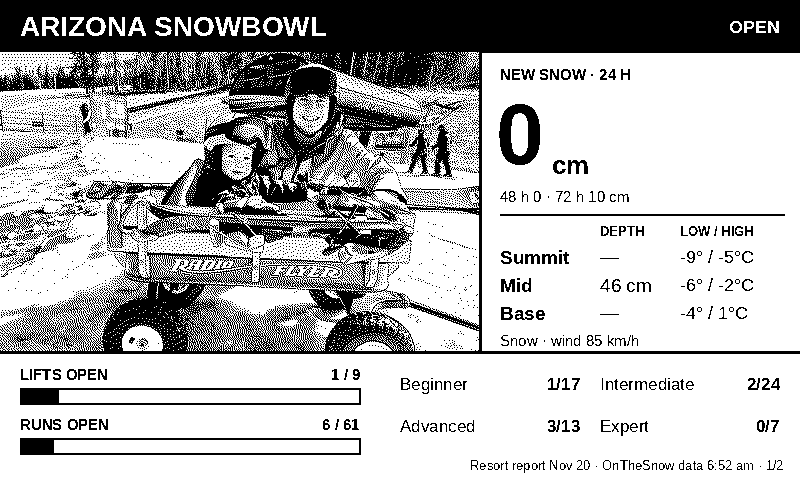 ARIZONA SNOWBOWL
OPEN
RADIO FLYER
NEW SNOW · 24 H
0 cm
48 h 0 · 72 h 10 cm
DEPTH LOW / HIGH
Summit — -9° / -5°C
Mid 46 cm -6° / -2°C
Base — -4° / 1°C
Snow · wind 85 km/h
LIFTS OPEN 1 / 9
RUNS OPEN 6 / 61
Beginner 1/17 Intermediate 2/24
Advanced 3/13 Expert 0/7
Resort report Nov 20 · OnTheSnow data 6:52 am · 1/2